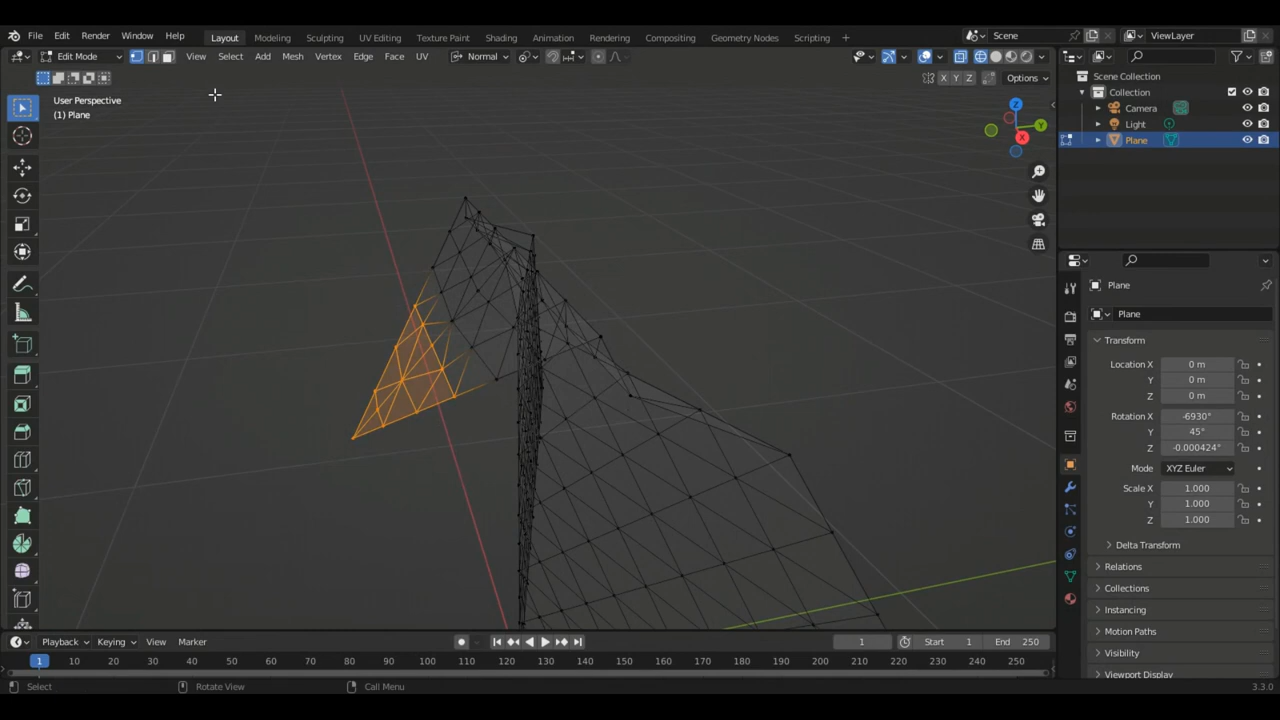 File Edit Render Window Help Layout Modeling Sculpting UV Editing Texture Paint Shading Animation Rendering Compositing Geometry Nodes Scripting + Scene ViewLayer
Edit Mode View Select Add Mesh Vertex Edge Face UV Normal
X Y Z Options
User Perspective
(1) Plane
Z
Y
X
Scene Collection
Collection
Camera
Light
Plane
Plane
Plane
Transform
Location X 0 m
Y 0 m
Z 0 m
Rotation X -6930°
Y 45°
Z -0.000424°
Mode XYZ Euler
Scale X 1.000
Y 1.000
Z 1.000
Delta Transform
Relations
Collections
Instancing
Motion Paths
Visibility
Viewport Display
Playback Keying View Marker 1 Start 1 End 250
1 10 20 30 40 50 60 70 80 90 100 110 120 130 140 150 160 170 180 190 200 210 220 230 240 250
Select Rotate View Call Menu 3.3.0